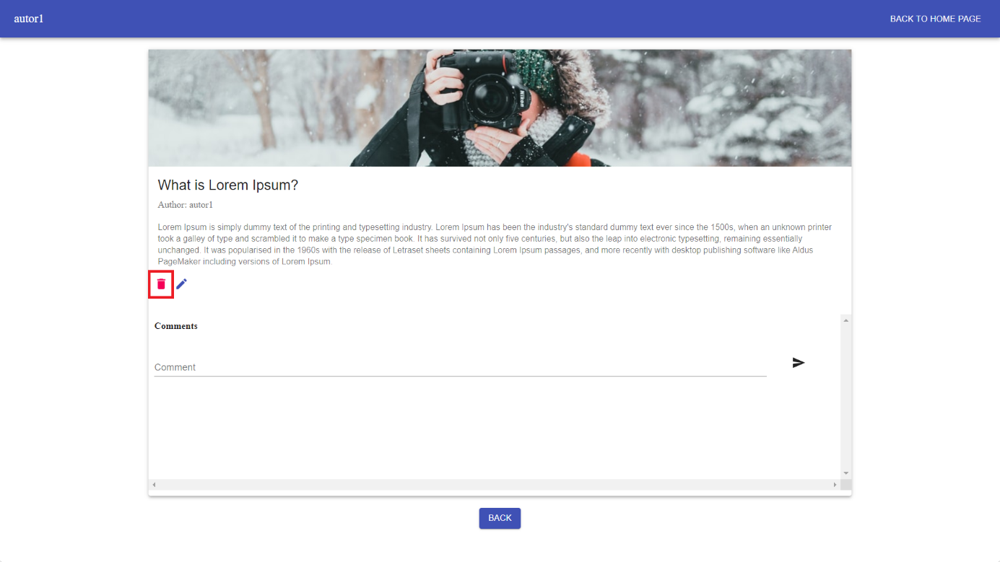 autor1
BACK TO HOME PAGE
Nikon
What is Lorem Ipsum?
Author: autor1
Lorem Ipsum is simply dummy text of the printing and typesetting industry. Lorem Ipsum has been the industry's standard dummy text ever since the 1500s, when an unknown printer
took a galley of type and scrambled it to make a type specimen book. It has survived not only five centuries, but also the leap into electronic typesetting, remaining essentially
unchanged. It was popularised in the 1960s with the release of Letraset sheets containing Lorem Ipsum passages, and more recently with desktop publishing software like Aldus
PageMaker including versions of Lorem Ipsum.
Comments
Comment
BACK